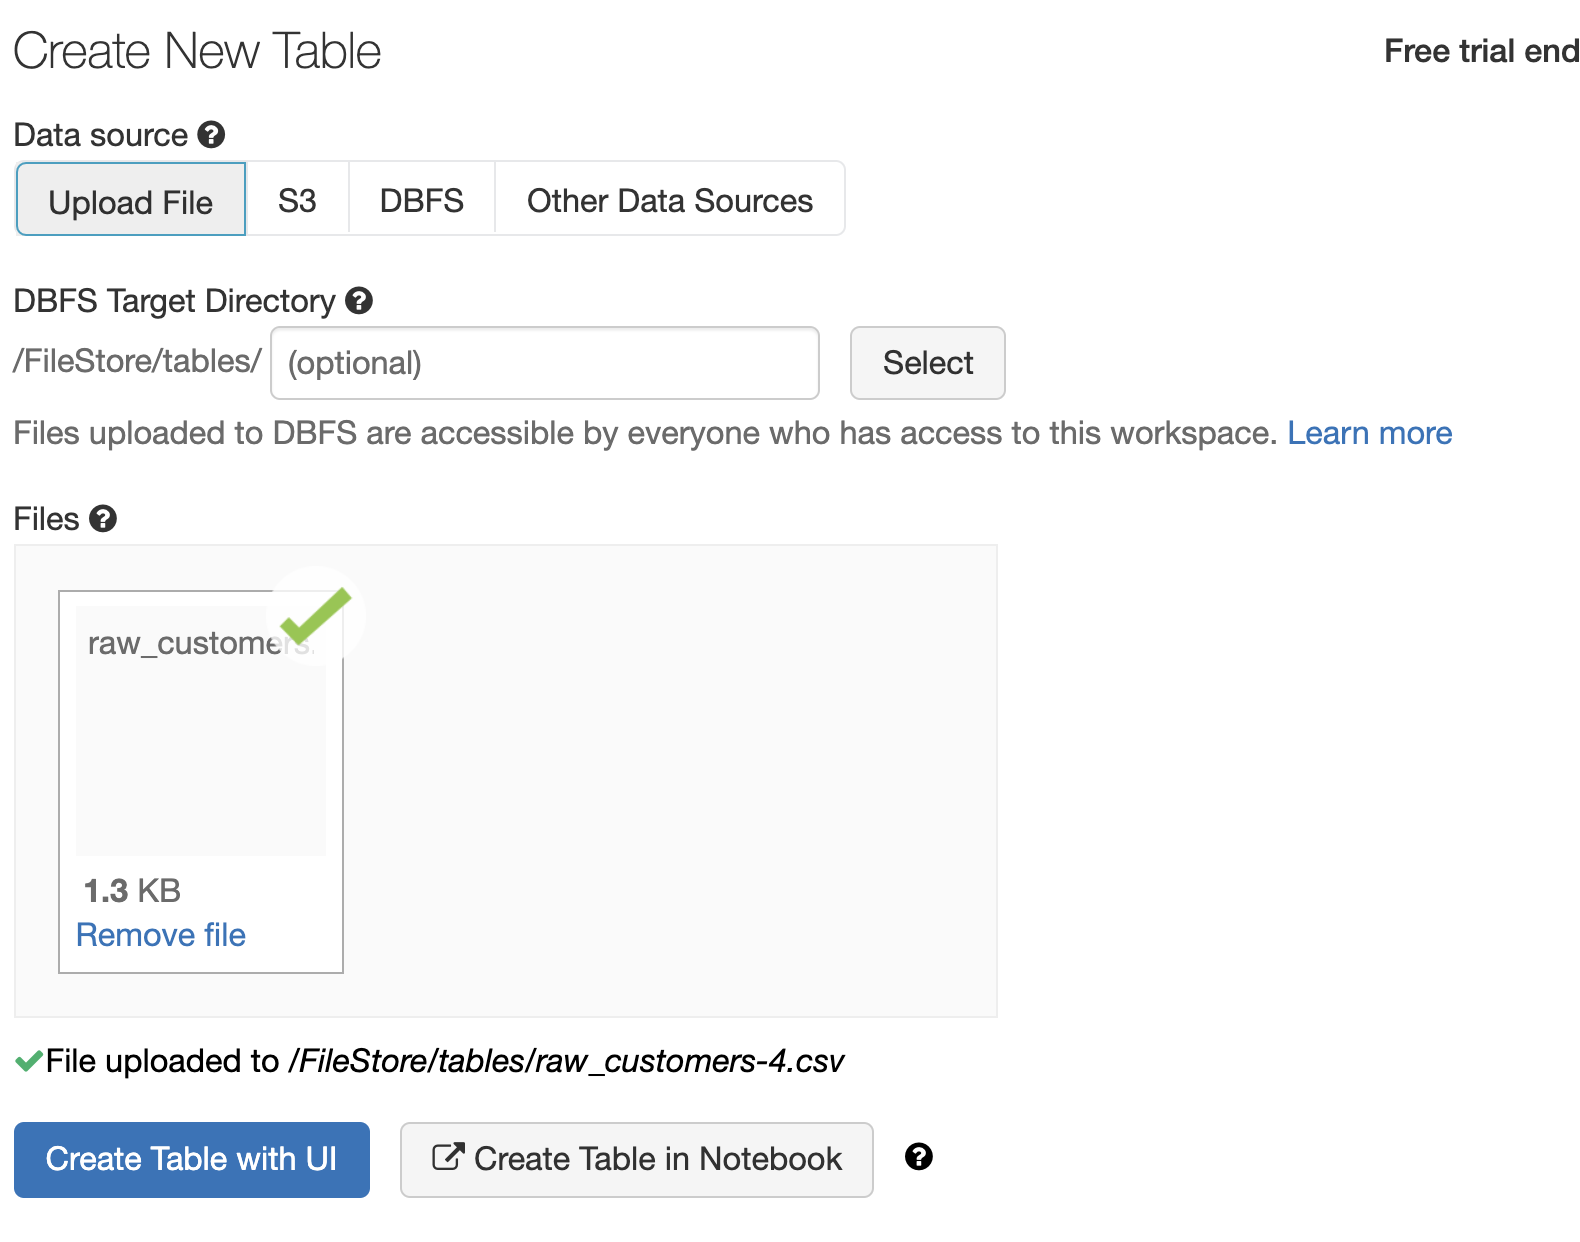 Create New Table
Free trial end
Data source
Upload File
S3
DBFS
Other Data Sources
DBFS Target Directory
/FileStore/tables/
(optional)
Select
Files uploaded to DBFS are accessible by everyone who has access to this workspace. Learn more
Files
raw_customers.
1.3 KB
Remove file
File uploaded to /FileStore/tables/raw_customers-4.csv
Create Table with UI
Create Table in Notebook